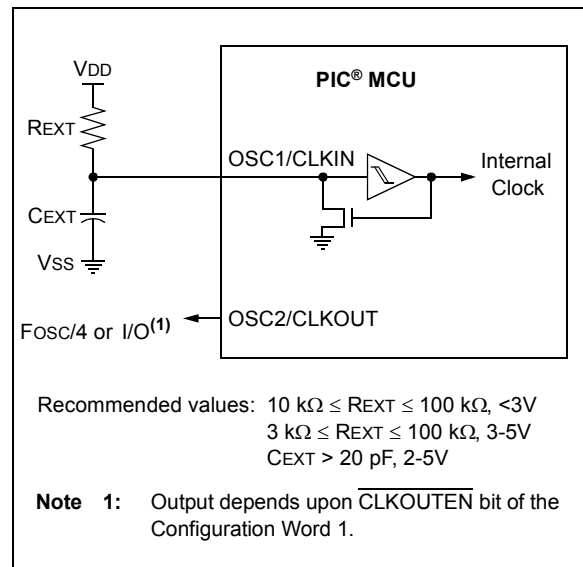 VDD
PIC® MCU
REXT
OSC1/CLKIN
Internal
Clock
CEXT
VSS
OSC2/CLKOUT
FOSC/4 or I/O(1)
Recommended values: 10 kΩ ≤ REXT ≤ 100 kΩ, <3V
3 kΩ ≤ REXT ≤ 100 kΩ, 3-5V
CEXT > 20 pF, 2-5V
Note 1: Output depends upon CLKOUTEN bit of the
Configuration Word 1.